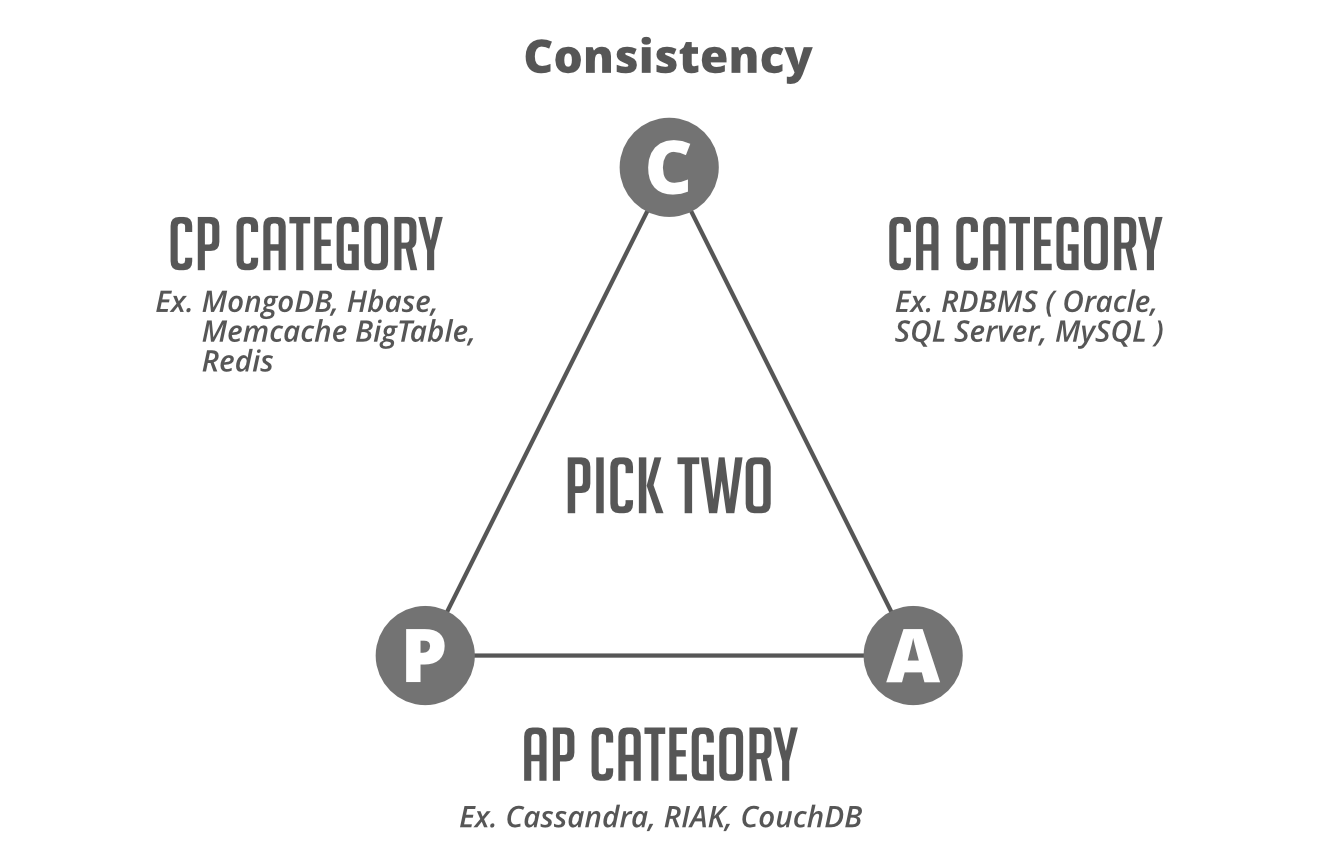 Consistency
C
CP CATEGORY
Ex. MongoDB, Hbase,
Memcache BigTable,
Redis
CA CATEGORY
Ex. RDBMS ( Oracle,
SQL Server, MySQL )
PICK TWO
P
A
AP CATEGORY
Ex. Cassandra, RIAK, CouchDB